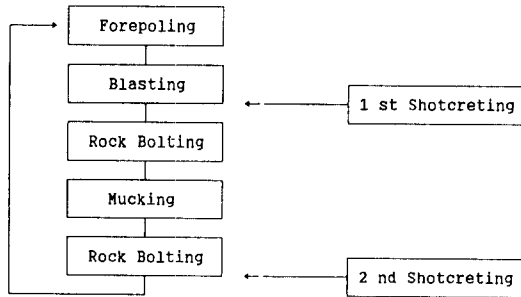 Forepoling
Blasting
1 st Shotcreting
Rock Bolting
Mucking
Rock Bolting
2 nd Shotcreting